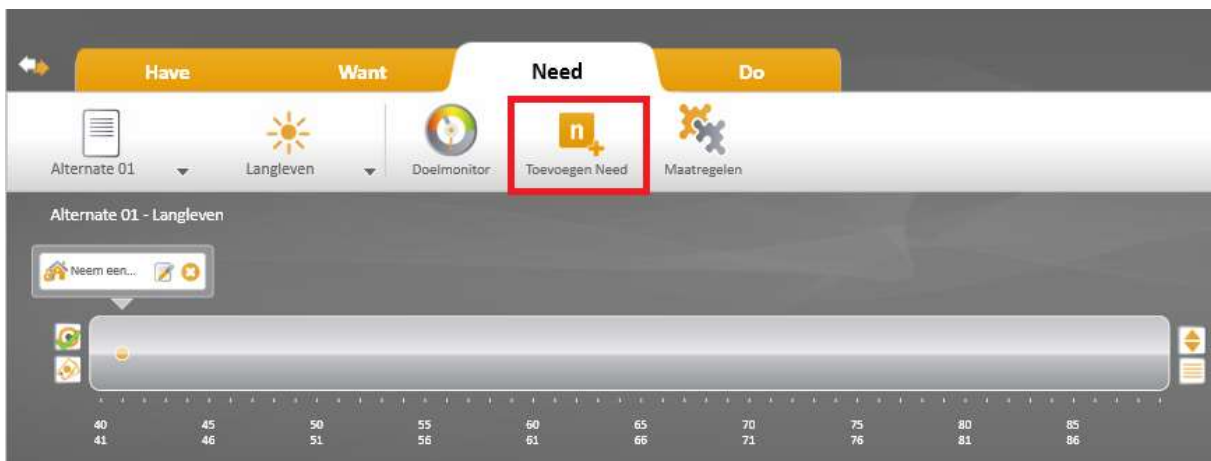 Have Want Need Do
n
Alternate 01 Langleven Doelmonitor Toevoegen Need Maatregelen
Alternate 01 - Langleven
Neem een...
40 45 50 55 60 65 70 75 80 85
41 46 51 56 61 66 71 76 81 86